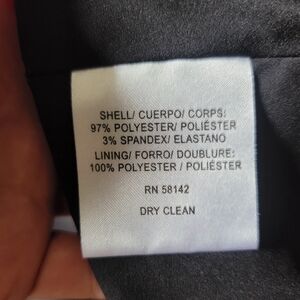 SHELL/ CUERPO/ CORPS:
97% POLYESTER/ POLIÉSTER
3% SPANDEX/ ELASTANO
LINING/ FORRO/ DOUBLURE:
100% POLYESTER / POLIÉSTER
RN 58142
DRY CLEAN